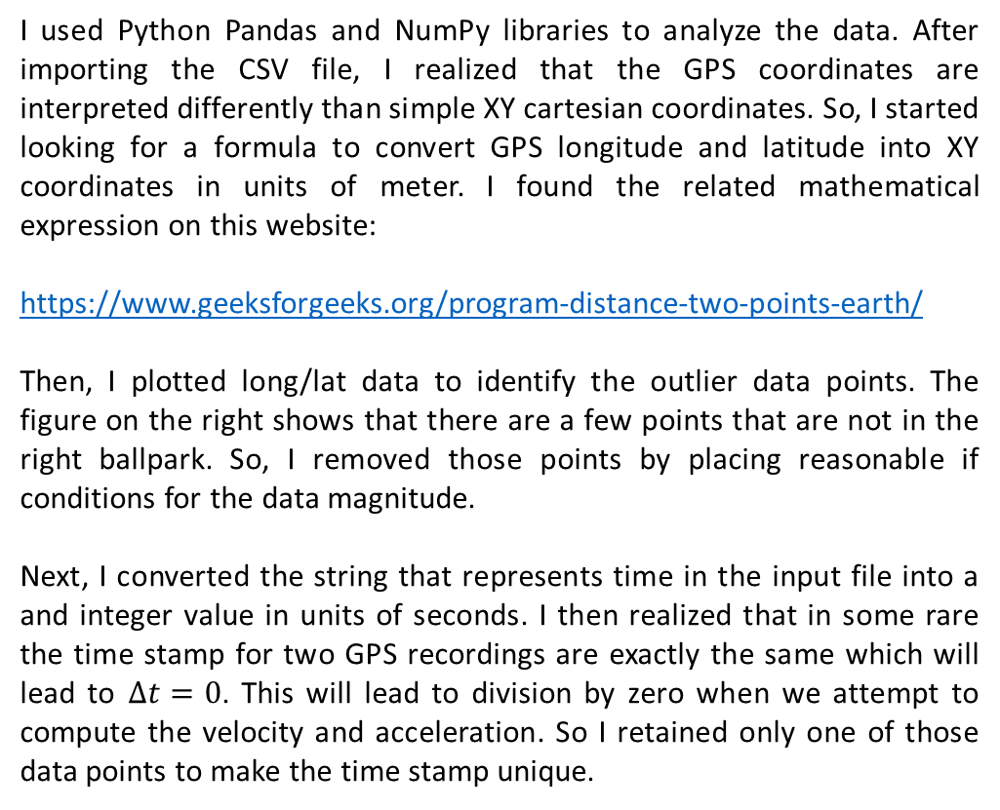 I used Python Pandas and NumPy libraries to analyze the data. After
importing the CSV file, I realized that the GPS coordinates are
interpreted differently than simple XY cartesian coordinates. So, I started
looking for a formula to convert GPS longitude and latitude into XY
coordinates in units of meter. I found the related mathematical
expression on this website:
https://www.geeksforgeeks.org/program-distance-two-points-earth/
Then, I plotted long/lat data to identify the outlier data points. The
figure on the right shows that there are a few points that are not in the
right ballpark. So, I removed those points by placing reasonable if
conditions for the data magnitude.
Next, I converted the string that represents time in the input file into a
and integer value in units of seconds. I then realized that in some rare
the time stamp for two GPS recordings are exactly the same which will
lead to Δt = 0. This will lead to division by zero when we attempt to
compute the velocity and acceleration. So I retained only one of those
data points to make the time stamp unique.